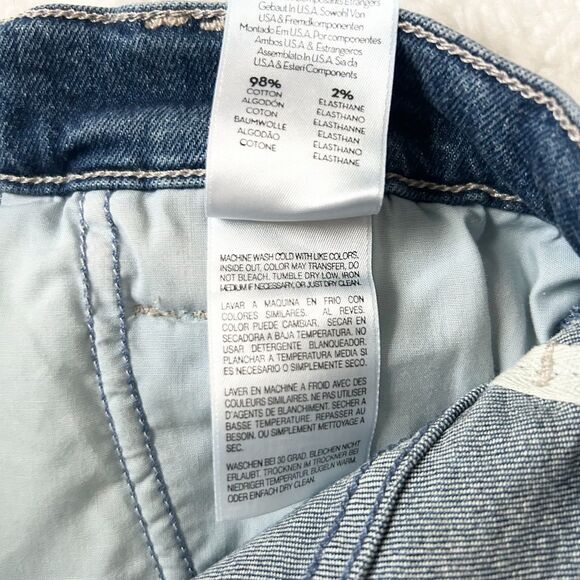 Gebaut In U.S.A. Sowohl Von
USA & Fremdkomponenten
Montado Em U.S.A. Por componentes
Ambos U.S.A. & Estrangeros
Assemblato In U.S.A. Sia da
U.S.A & Esteri Components
98% 2%
COTTON ELASTHANE
ALGODÓN ELASTHANO
COTON ELASTHANNE
BAUMWOLLE ELASTHAN
ALGODÃO ELASTHANO
COTONE ELASTHANE
MACHINE WASH COLD WITH LIKE COLORS,
INSIDE OUT, COLOR MAY TRANSFER, DO
NOT BLEACH, TUMBLE DRY LOW, IRON
MEDIUM IF NECESSARY, OR JUST DRY CLEAN.
LAVAR A MAQUINA EN FRIO CON
COLORES SIMILARES. AL REVES.
COLOR PUEDE CAMBIAR. SECAR EN
SECADORA A BAJA TEMPERATURA. NO
USAR DETERGENTE BLANQUEADOR.
PLANCHAR A TEMPERATURA MEDIA SI
ES NECESARIO O SIMPLEMENTE SECO.
LAVER EN MACHINE A FROID AVEC DES
COULEURS SIMILAIRES. NE PAS UTILISER
D'AGENTS DE BLANCHIMENT. SECHER A
BASSE TEMPERATURE. REPASSER AU
BESOIN, OU SIMPLEMENT METTOYAGE A
SEC.
WASCHEN BEI 30 GRAD. BLEICHEN NICHT
ERLAUBT. TROCKNEN IM TROCKNER BEI
NIEDRIGER TEMPERATUR, BUGELN WARM,
ODER EINFACH DRY CLEAN.